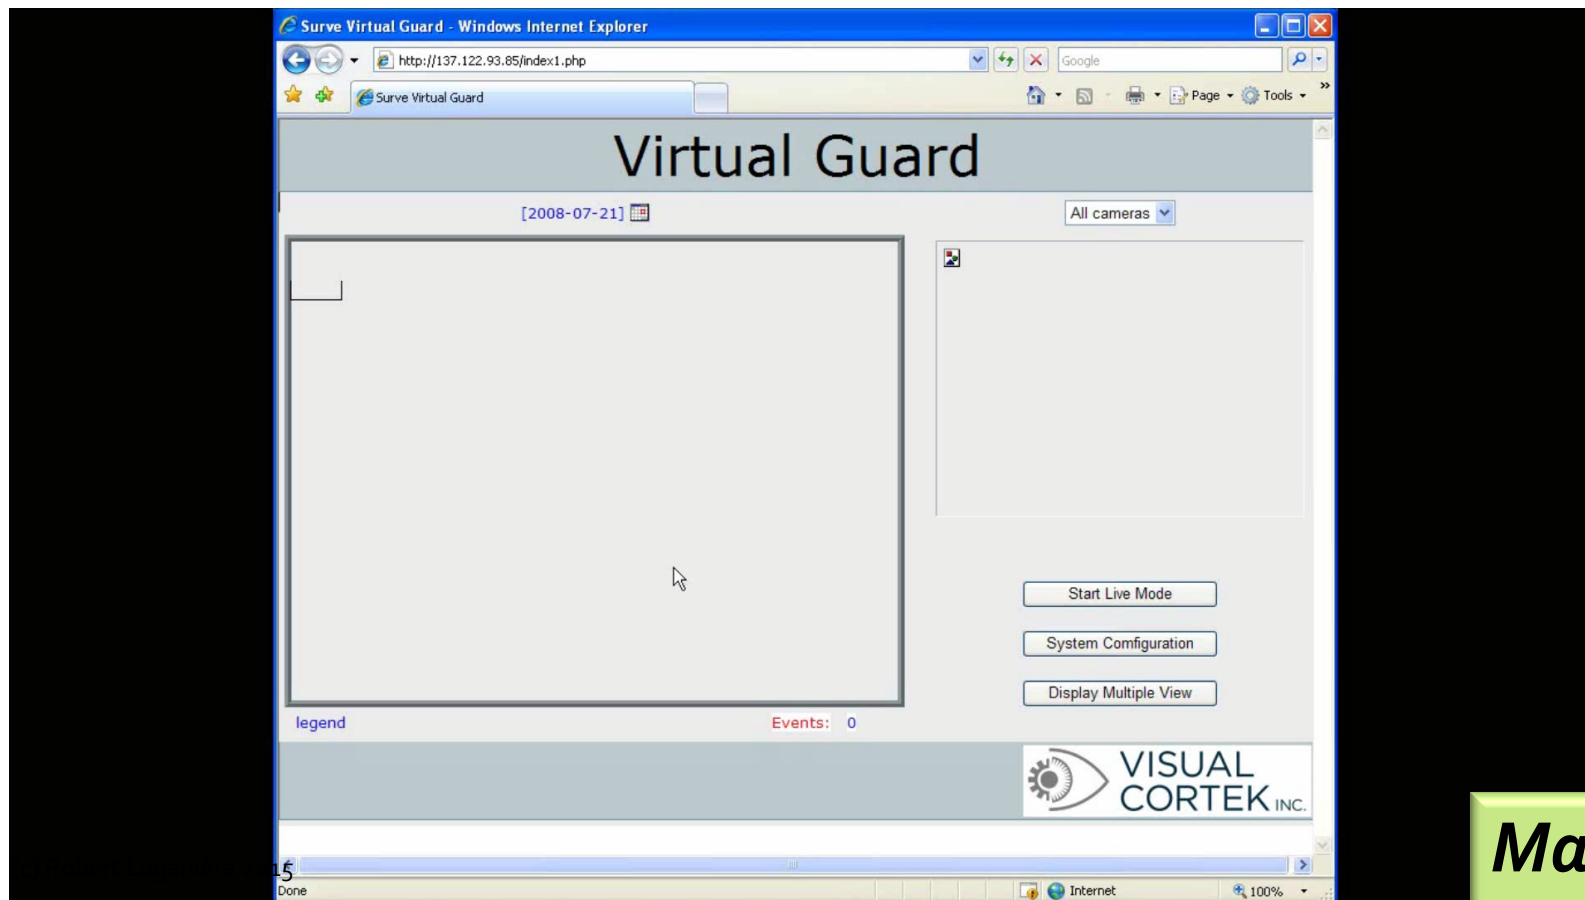 Surve Virtual Guard - Windows Internet Explorer
http://137.122.93.85/index1.php
Google
Surve Virtual Guard
Page
Tools
»
Virtual Guard
[2008-07-21]
All cameras
Start Live Mode
System Comfiguration
Display Multiple View
legend
Events: 0
VISUAL
CORTEK INC.
Ma
15
Done
Internet
100%